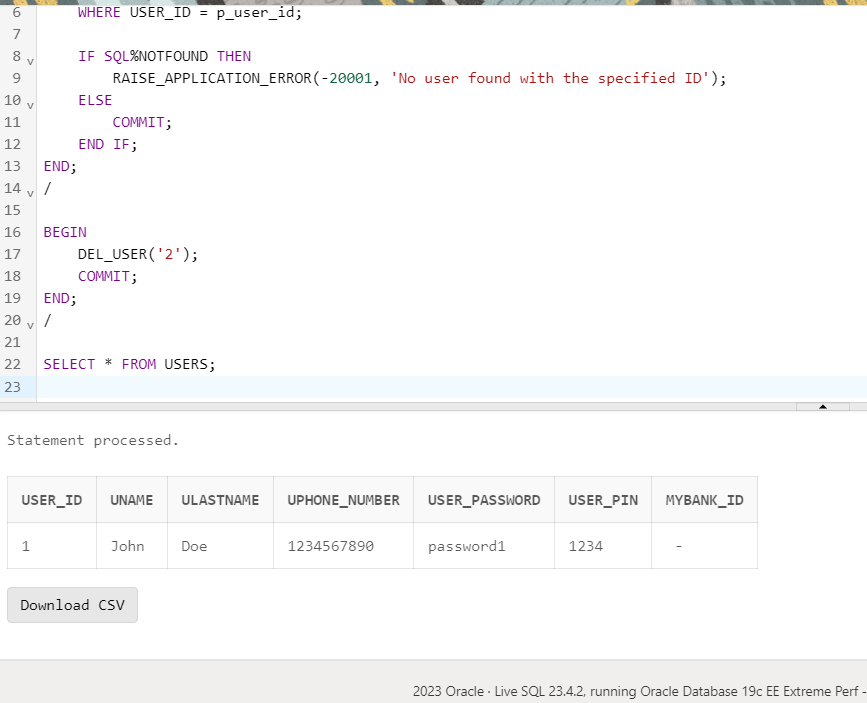 6 WHERE USER_ID = p_user_id;
7
8 IF SQL%NOTFOUND THEN
9 RAISE_APPLICATION_ERROR(-20001, 'No user found with the specified ID');
10 ELSE
11 COMMIT;
12 END IF;
13 END;
14 /
15
16 BEGIN
17 DEL_USER('2');
18 COMMIT;
19 END;
20 /
21
22 SELECT * FROM USERS;
23
Statement processed.
USER_ID UNAME ULASTNAME UPHONE_NUMBER USER_PASSWORD USER_PIN MYBANK_ID
1 John Doe 1234567890 password1 1234 -
Download CSV
2023 Oracle · Live SQL 23.4.2, running Oracle Database 19c EE Extreme Perf -